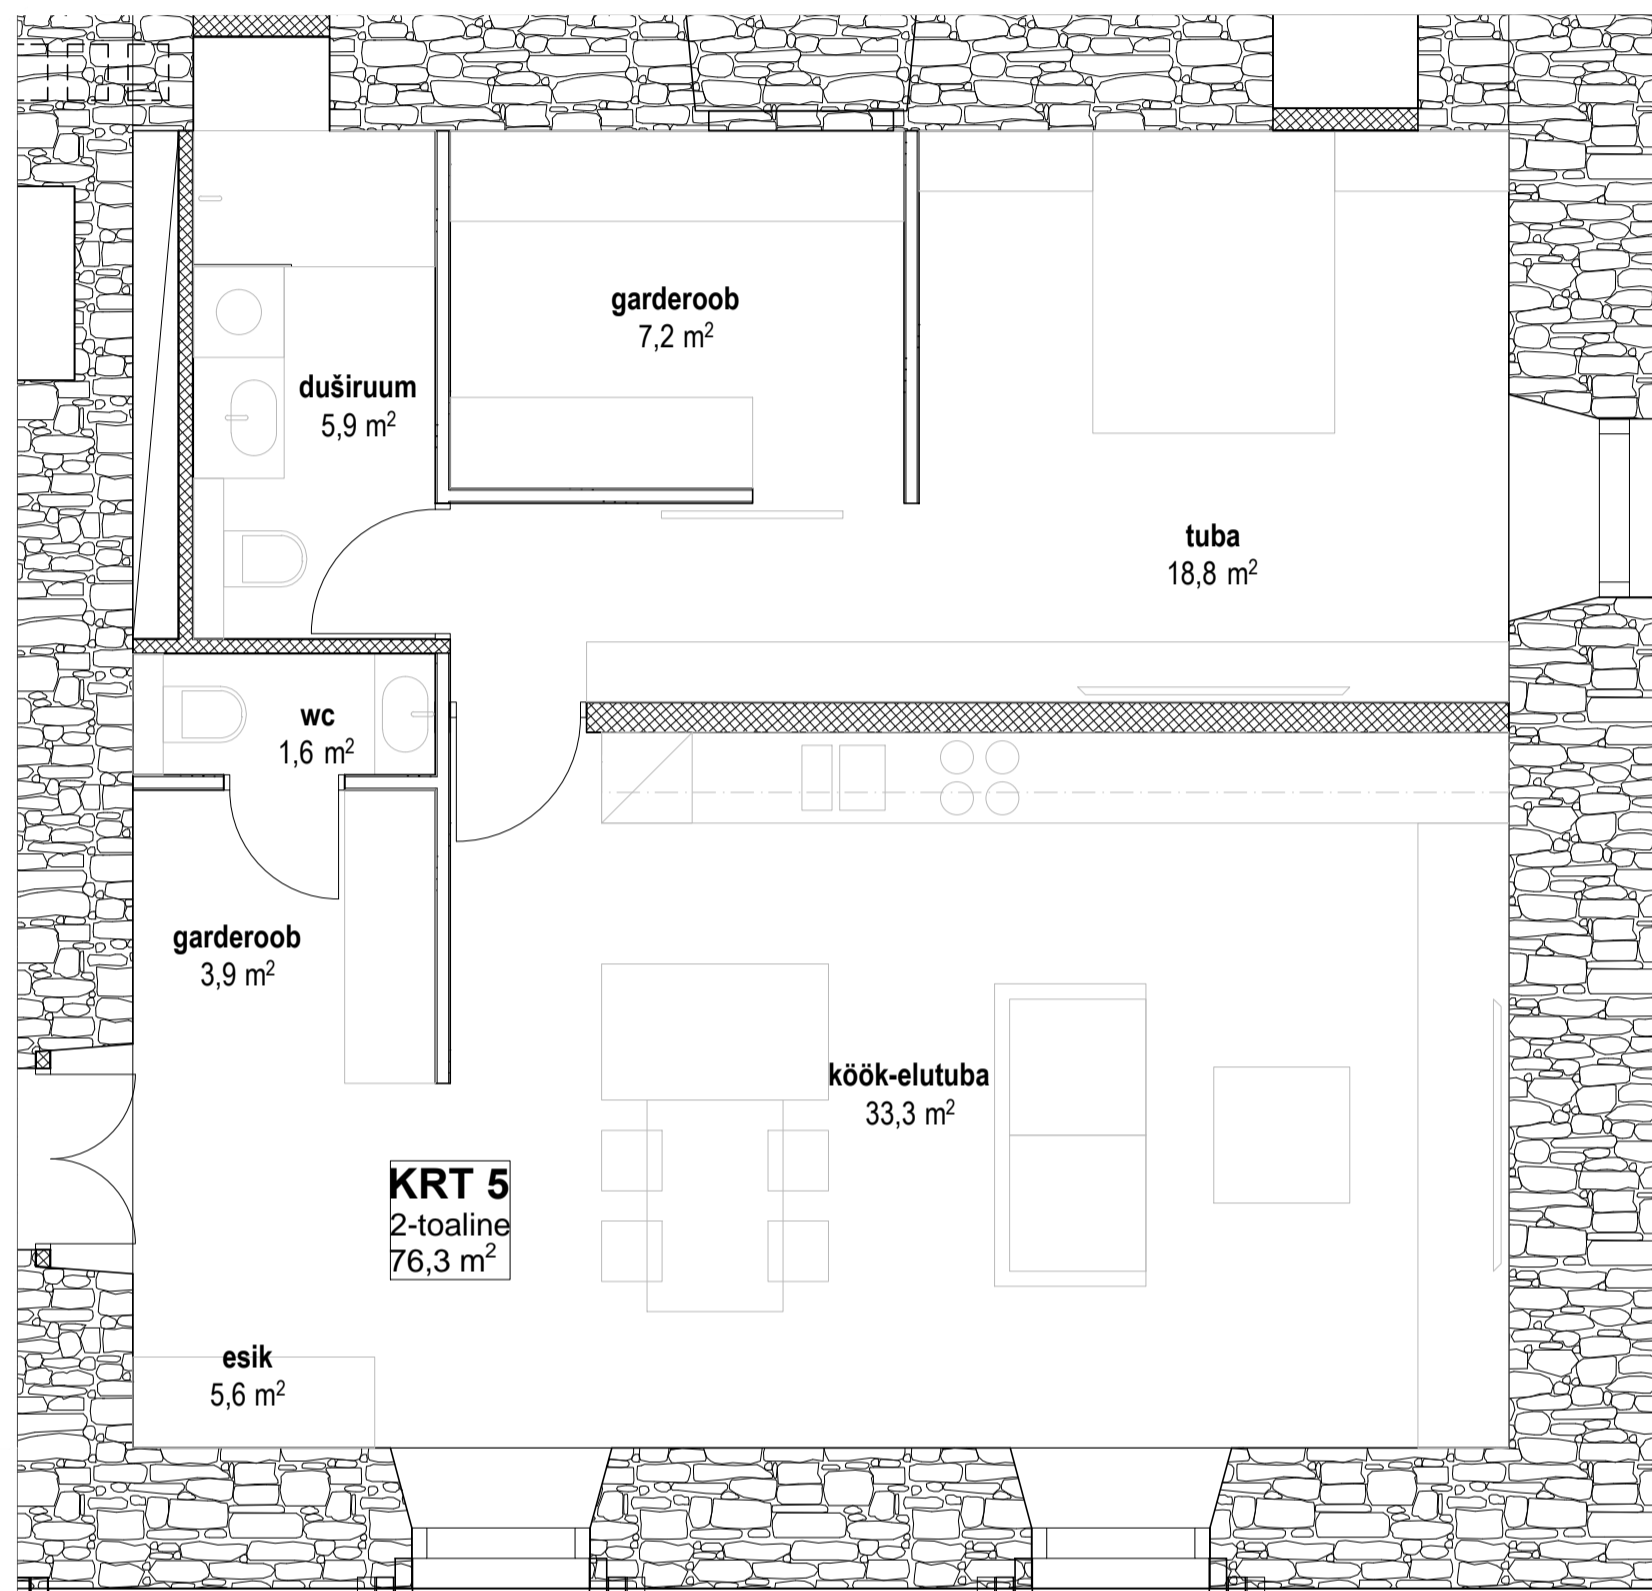 garderoob
7,2 m²
duširuum
5,9 m²
tuba
18,8 m²
wc
1,6 m²
garderoob
3,9 m²
köök-elutuba
33,3 m²
KRT 5
2-toaline
76,3 m²
esik
5,6 m²